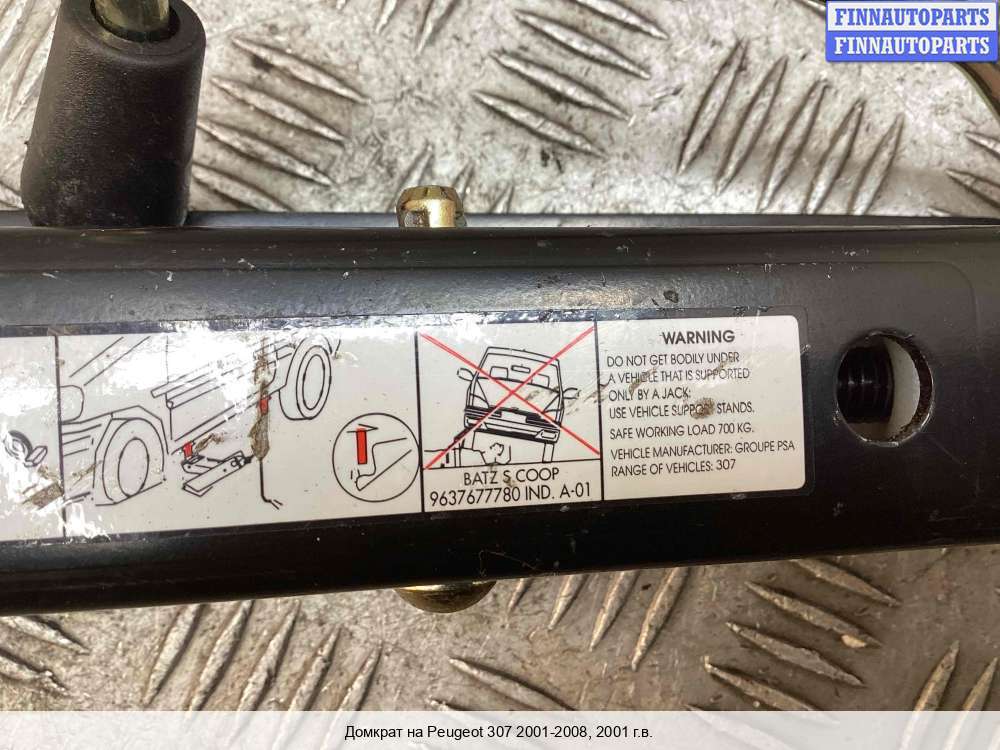 FINNAUTOPARTS
FINNAUTOPARTS
BATZ S COOP
9637677780 IND. A-01
WARNING
DO NOT GET BODILY UNDER
A VEHICLE THAT IS SUPPORTED
ONLY BY A JACK:
USE VEHICLE SUPPORT STANDS.
SAFE WORKING LOAD 700 KG.
VEHICLE MANUFACTURER: GROUPE PSA
RANGE OF VEHICLES: 307
Домкрат на Peugeot 307 2001-2008, 2001 г.в.